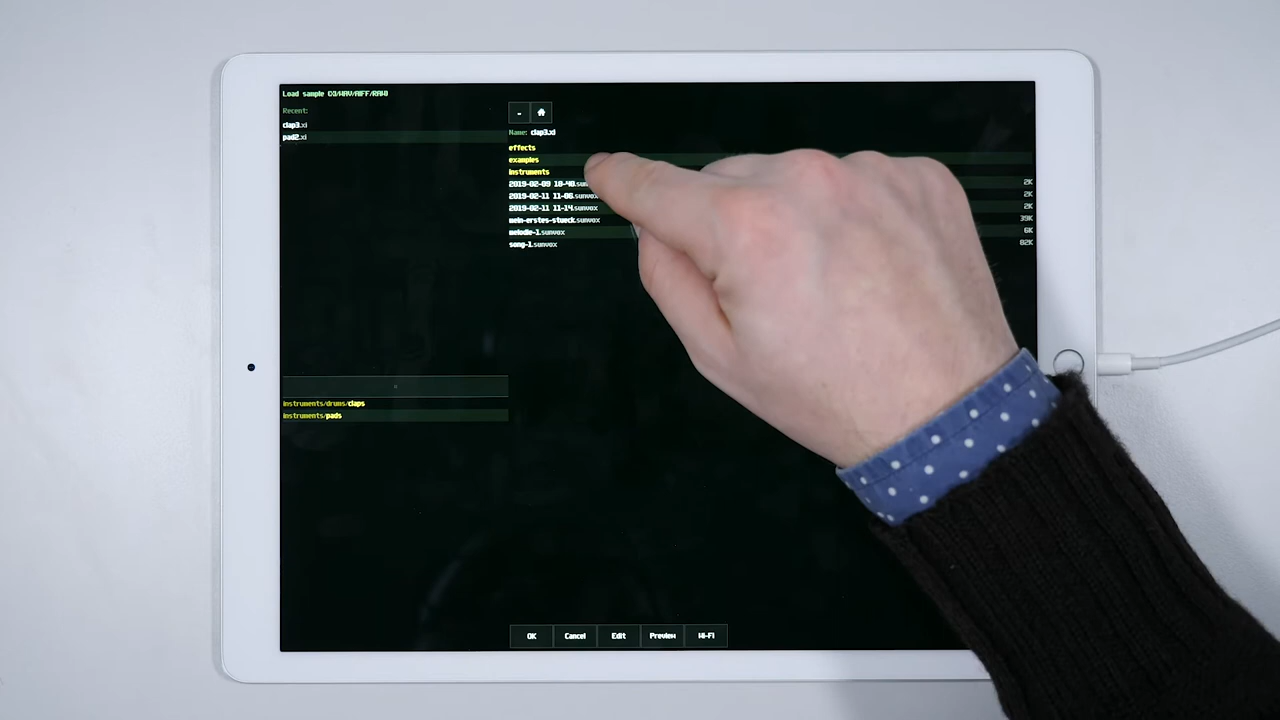 Load sample (XI/WAV/AIFF/RAW)
Recent:
clap3.xi
pad2.xi
Name: clap3.xi
effects
examples
instruments
2019-02-09 10-40.sun
2K
2019-02-11 11-06.sunvox
2K
2019-02-11 11-14.sunvox
2K
mein-erstes-stueck.sunvox
39K
melodie-1.sunvox
6K
song-1.sunvox
82K
instruments/drums/claps
instruments/pads
OK
Cancel
Edit
Preview
Wi-Fi